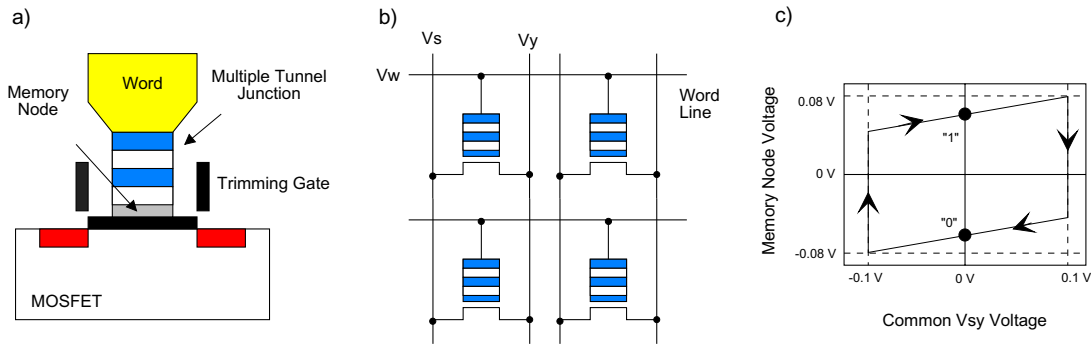 a)
Word
Multiple Tunnel
Junction
Memory
Node
Trimming Gate
MOSFET
b)
Vs
Vy
Vw
Word
Line
c)
Memory Node Voltage
0.08 V
0 V
-0.08 V
"1"
"0"
-0.1 V
0 V
0.1 V
Common Vsy Voltage